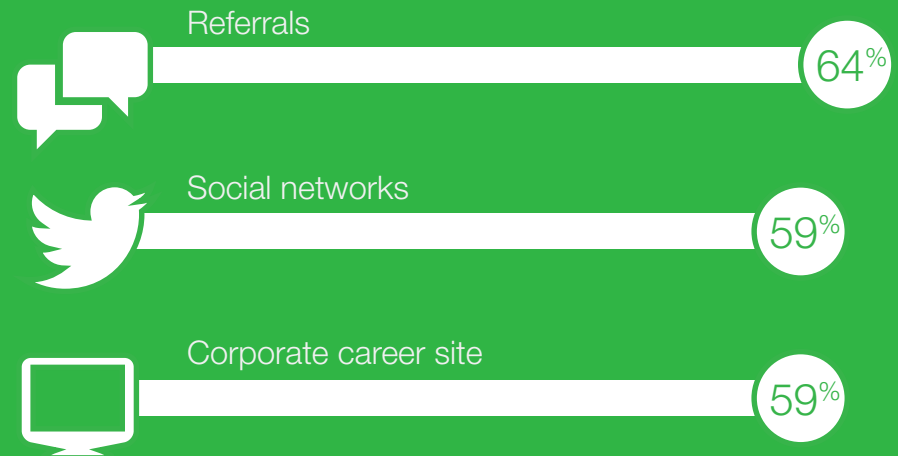 Referrals
64%
Social networks
59%
Corporate career site
59%